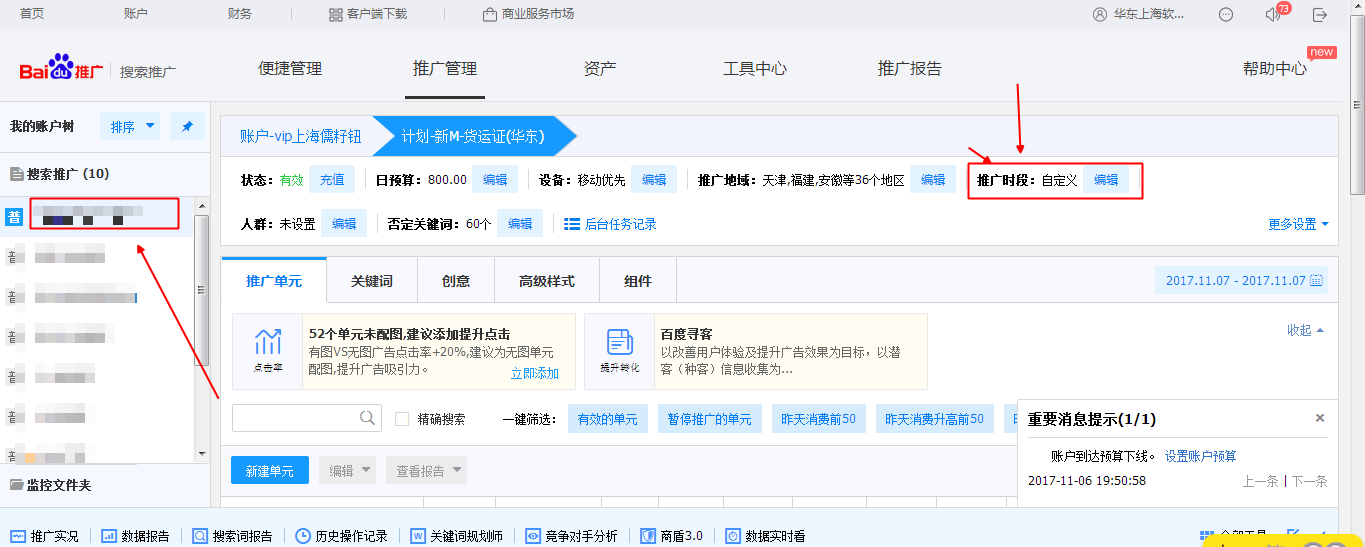 首页 账户 财务 客户端下载 商业服务市场 华东上海软... 73
Baidu推广 搜索推广 便捷管理 推广管理 资产 工具中心 推广报告 帮助中心 new
我的账户树 排序
账户-vip上海儒籽钮 计划-新M-货运证(华东)
搜索推广 (10)
状态：有效 充值 日预算：800.00 编辑 设备：移动优先 编辑 推广地域：天津,福建,安徽等36个地区 编辑 推广时段：自定义 编辑
人群：未设置 编辑 否定关键词：60个 编辑 后台任务记录 更多设置
普
普
普
普
普
普
普
监控文件夹
推广单元 关键词 创意 高级样式 组件 2017.11.07 - 2017.11.07
点击率
52个单元未配图,建议添加提升点击
有图VS无图广告点击率+20%,建议为无图单元
配图,提升广告吸引力。 立即添加
提升转化
百度寻客
以改善用户体验及提升广告效果为目标，以潜
客（种客）信息收集为...
收起
精确搜索 一键筛选： 有效的单元 暂停推广的单元 昨天消费前50 昨天消费升高前50
新建单元 编辑 查看报告
重要消息提示(1/1) ×
账户到达预算下线。 设置账户预算
2017-11-06 19:50:58 上一条 | 下一条
推广实况 数据报告 搜索词报告 历史操作记录 关键词规划师 竞争对手分析 商盾3.0 数据实时看